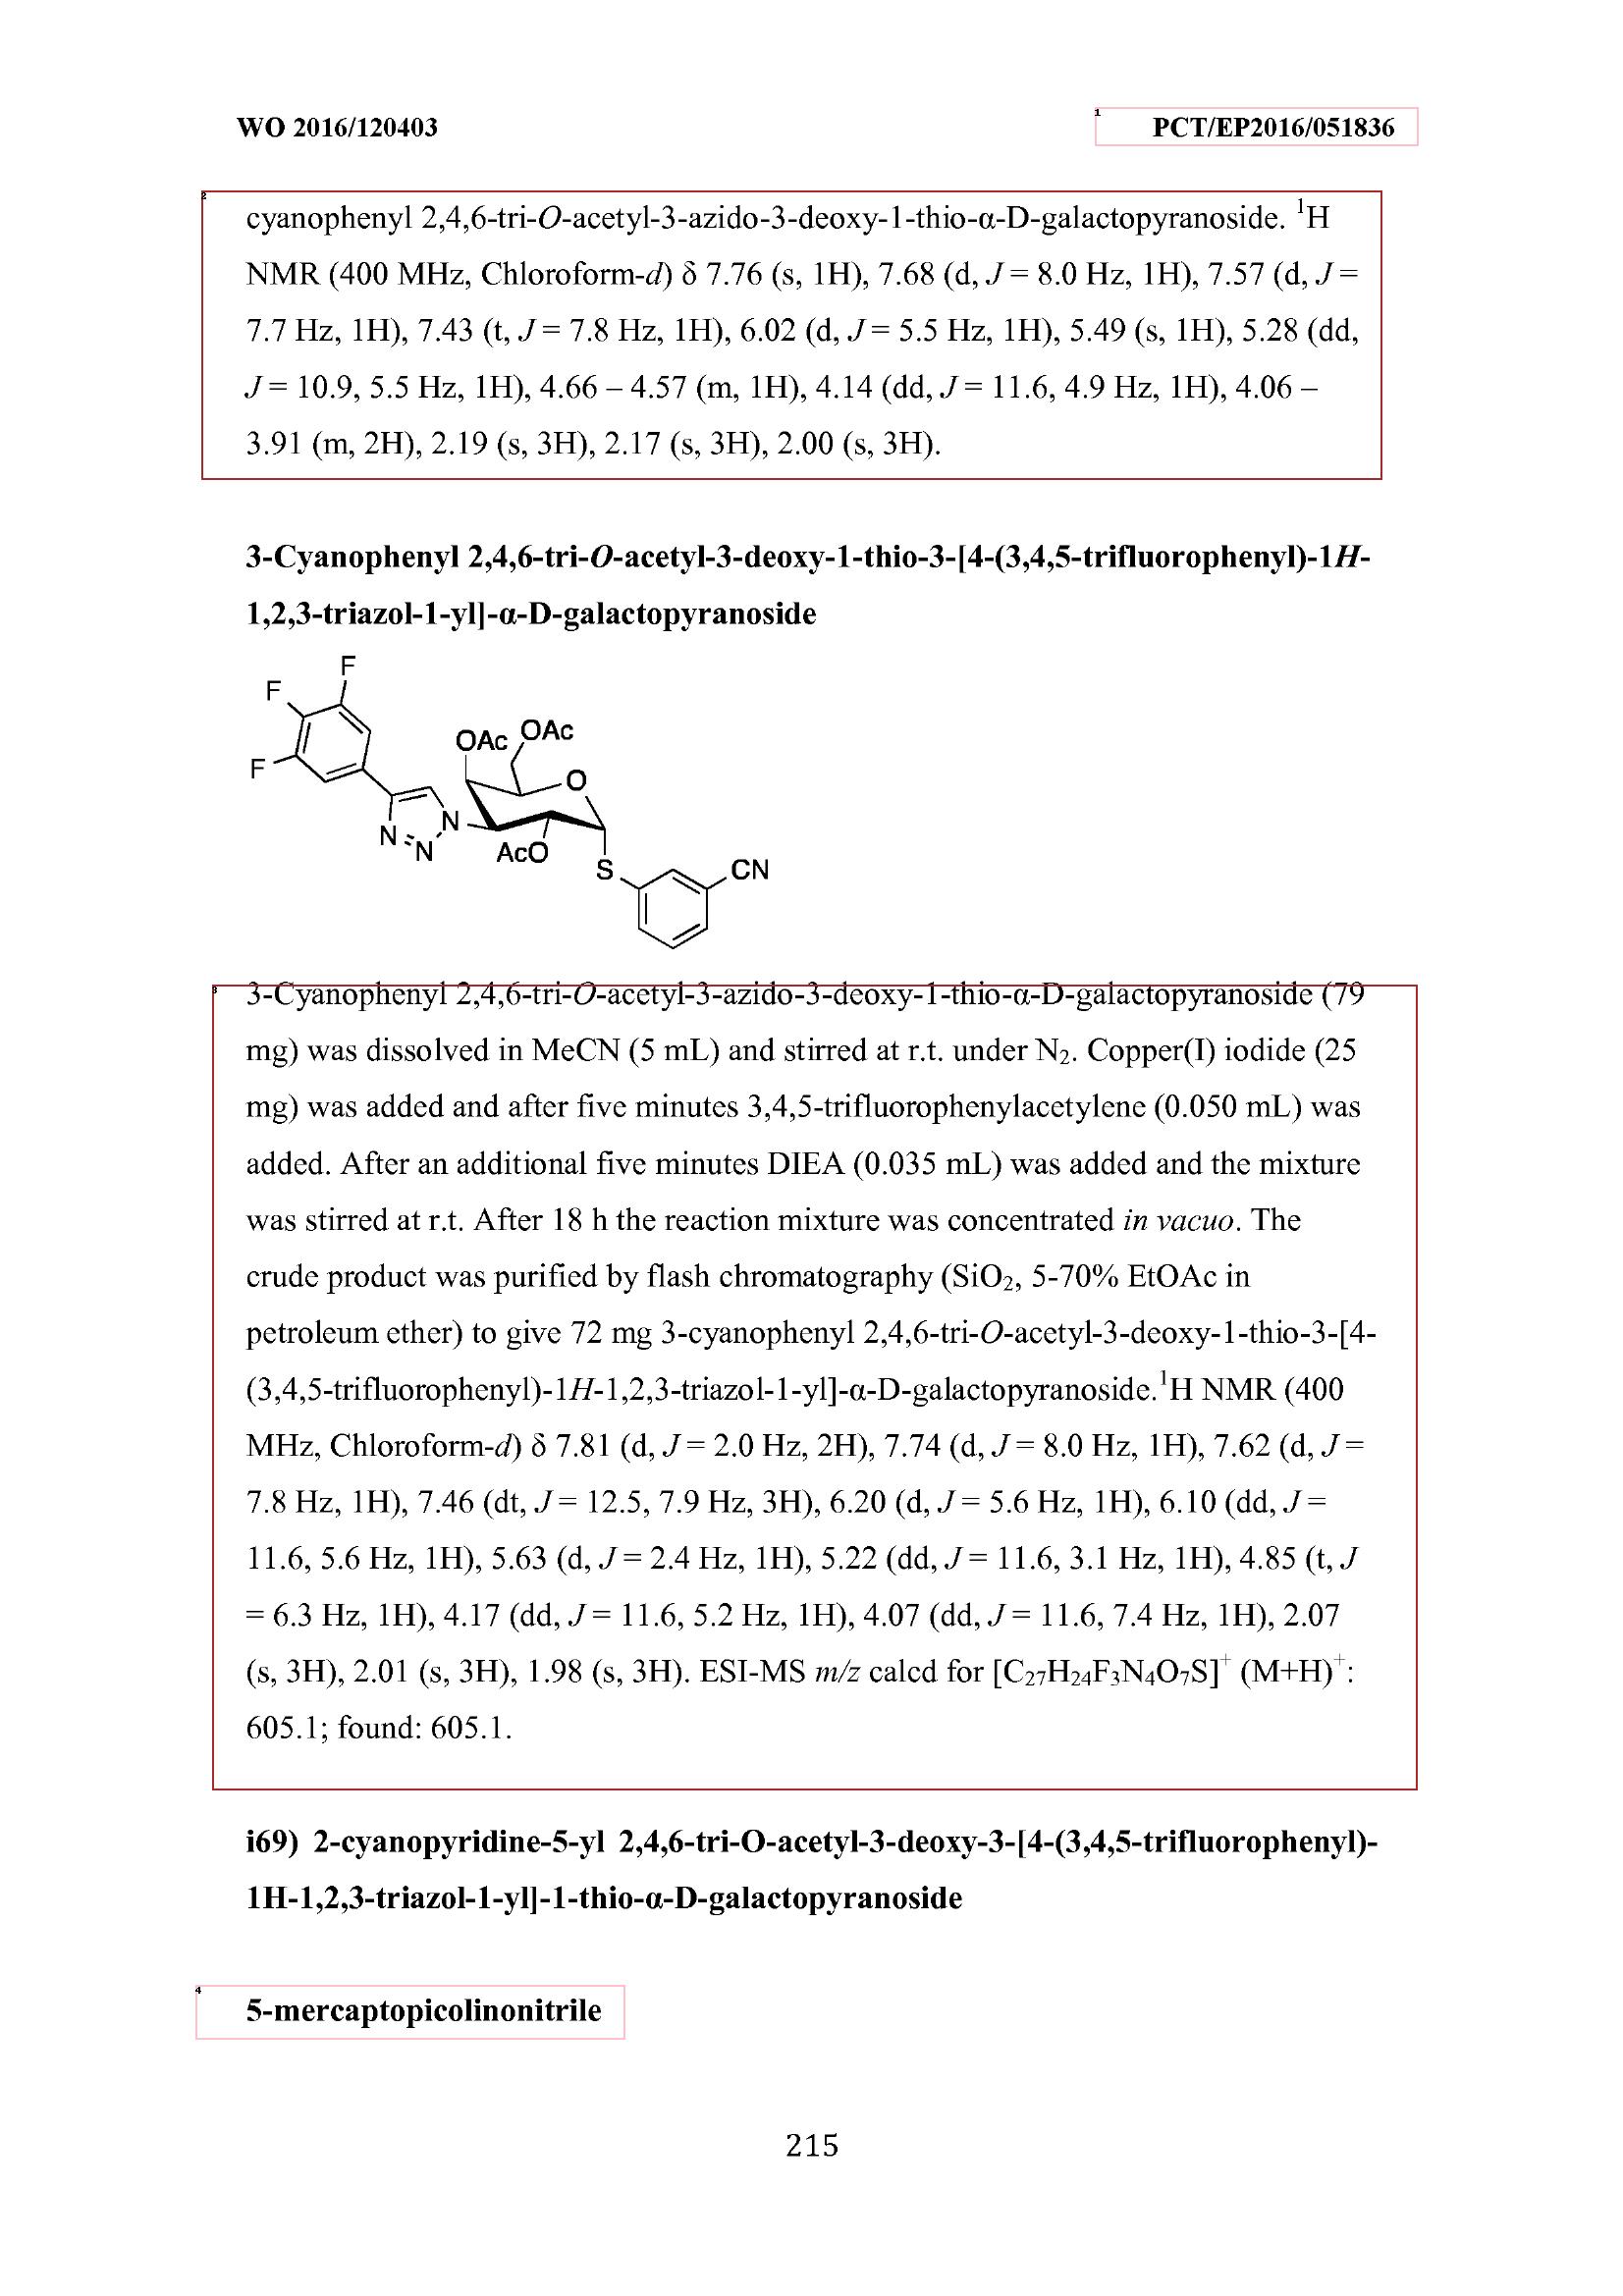 WO 2016/120403
1
PCT/EP2016/051836
2
cyanophenyl 2,4,6-tri-O-acetyl-3-azido-3-deoxy-1-thio-α-D-galactopyranoside. ¹H
NMR (400 MHz, Chloroform-d) δ 7.76 (s, 1H), 7.68 (d, J = 8.0 Hz, 1H), 7.57 (d, J =
7.7 Hz, 1H), 7.43 (t, J = 7.8 Hz, 1H), 6.02 (d, J = 5.5 Hz, 1H), 5.49 (s, 1H), 5.28 (dd,
J = 10.9, 5.5 Hz, 1H), 4.66 – 4.57 (m, 1H), 4.14 (dd, J = 11.6, 4.9 Hz, 1H), 4.06 –
3.91 (m, 2H), 2.19 (s, 3H), 2.17 (s, 3H), 2.00 (s, 3H).
3-Cyanophenyl 2,4,6-tri-O-acetyl-3-deoxy-1-thio-3-[4-(3,4,5-trifluorophenyl)-1H-
1,2,3-triazol-1-yl]-α-D-galactopyranoside
F
F
F
OAc
OAc
O
N
N
N
AcO
S
CN
3
3-Cyanophenyl 2,4,6-tri-O-acetyl-3-azido-3-deoxy-1-thio-α-D-galactopyranoside (79
mg) was dissolved in MeCN (5 mL) and stirred at r.t. under N₂. Copper(I) iodide (25
mg) was added and after five minutes 3,4,5-trifluorophenylacetylene (0.050 mL) was
added. After an additional five minutes DIEA (0.035 mL) was added and the mixture
was stirred at r.t. After 18 h the reaction mixture was concentrated in vacuo. The
crude product was purified by flash chromatography (SiO₂, 5-70% EtOAc in
petroleum ether) to give 72 mg 3-cyanophenyl 2,4,6-tri-O-acetyl-3-deoxy-1-thio-3-[4-
(3,4,5-trifluorophenyl)-1H-1,2,3-triazol-1-yl]-α-D-galactopyranoside.¹H NMR (400
MHz, Chloroform-d) δ 7.81 (d, J = 2.0 Hz, 2H), 7.74 (d, J = 8.0 Hz, 1H), 7.62 (d, J =
7.8 Hz, 1H), 7.46 (dt, J = 12.5, 7.9 Hz, 3H), 6.20 (d, J = 5.6 Hz, 1H), 6.10 (dd, J =
11.6, 5.6 Hz, 1H), 5.63 (d, J = 2.4 Hz, 1H), 5.22 (dd, J = 11.6, 3.1 Hz, 1H), 4.85 (t, J
= 6.3 Hz, 1H), 4.17 (dd, J = 11.6, 5.2 Hz, 1H), 4.07 (dd, J = 11.6, 7.4 Hz, 1H), 2.07
(s, 3H), 2.01 (s, 3H), 1.98 (s, 3H). ESI-MS m/z calcd for [C₂₇H₂₄F₃N₄O₇S]⁺ (M+H)⁺:
605.1; found: 605.1.
i69) 2-cyanopyridine-5-yl 2,4,6-tri-O-acetyl-3-deoxy-3-[4-(3,4,5-trifluorophenyl)-
1H-1,2,3-triazol-1-yl]-1-thio-α-D-galactopyranoside
4
5-mercaptopicolinonitrile
215